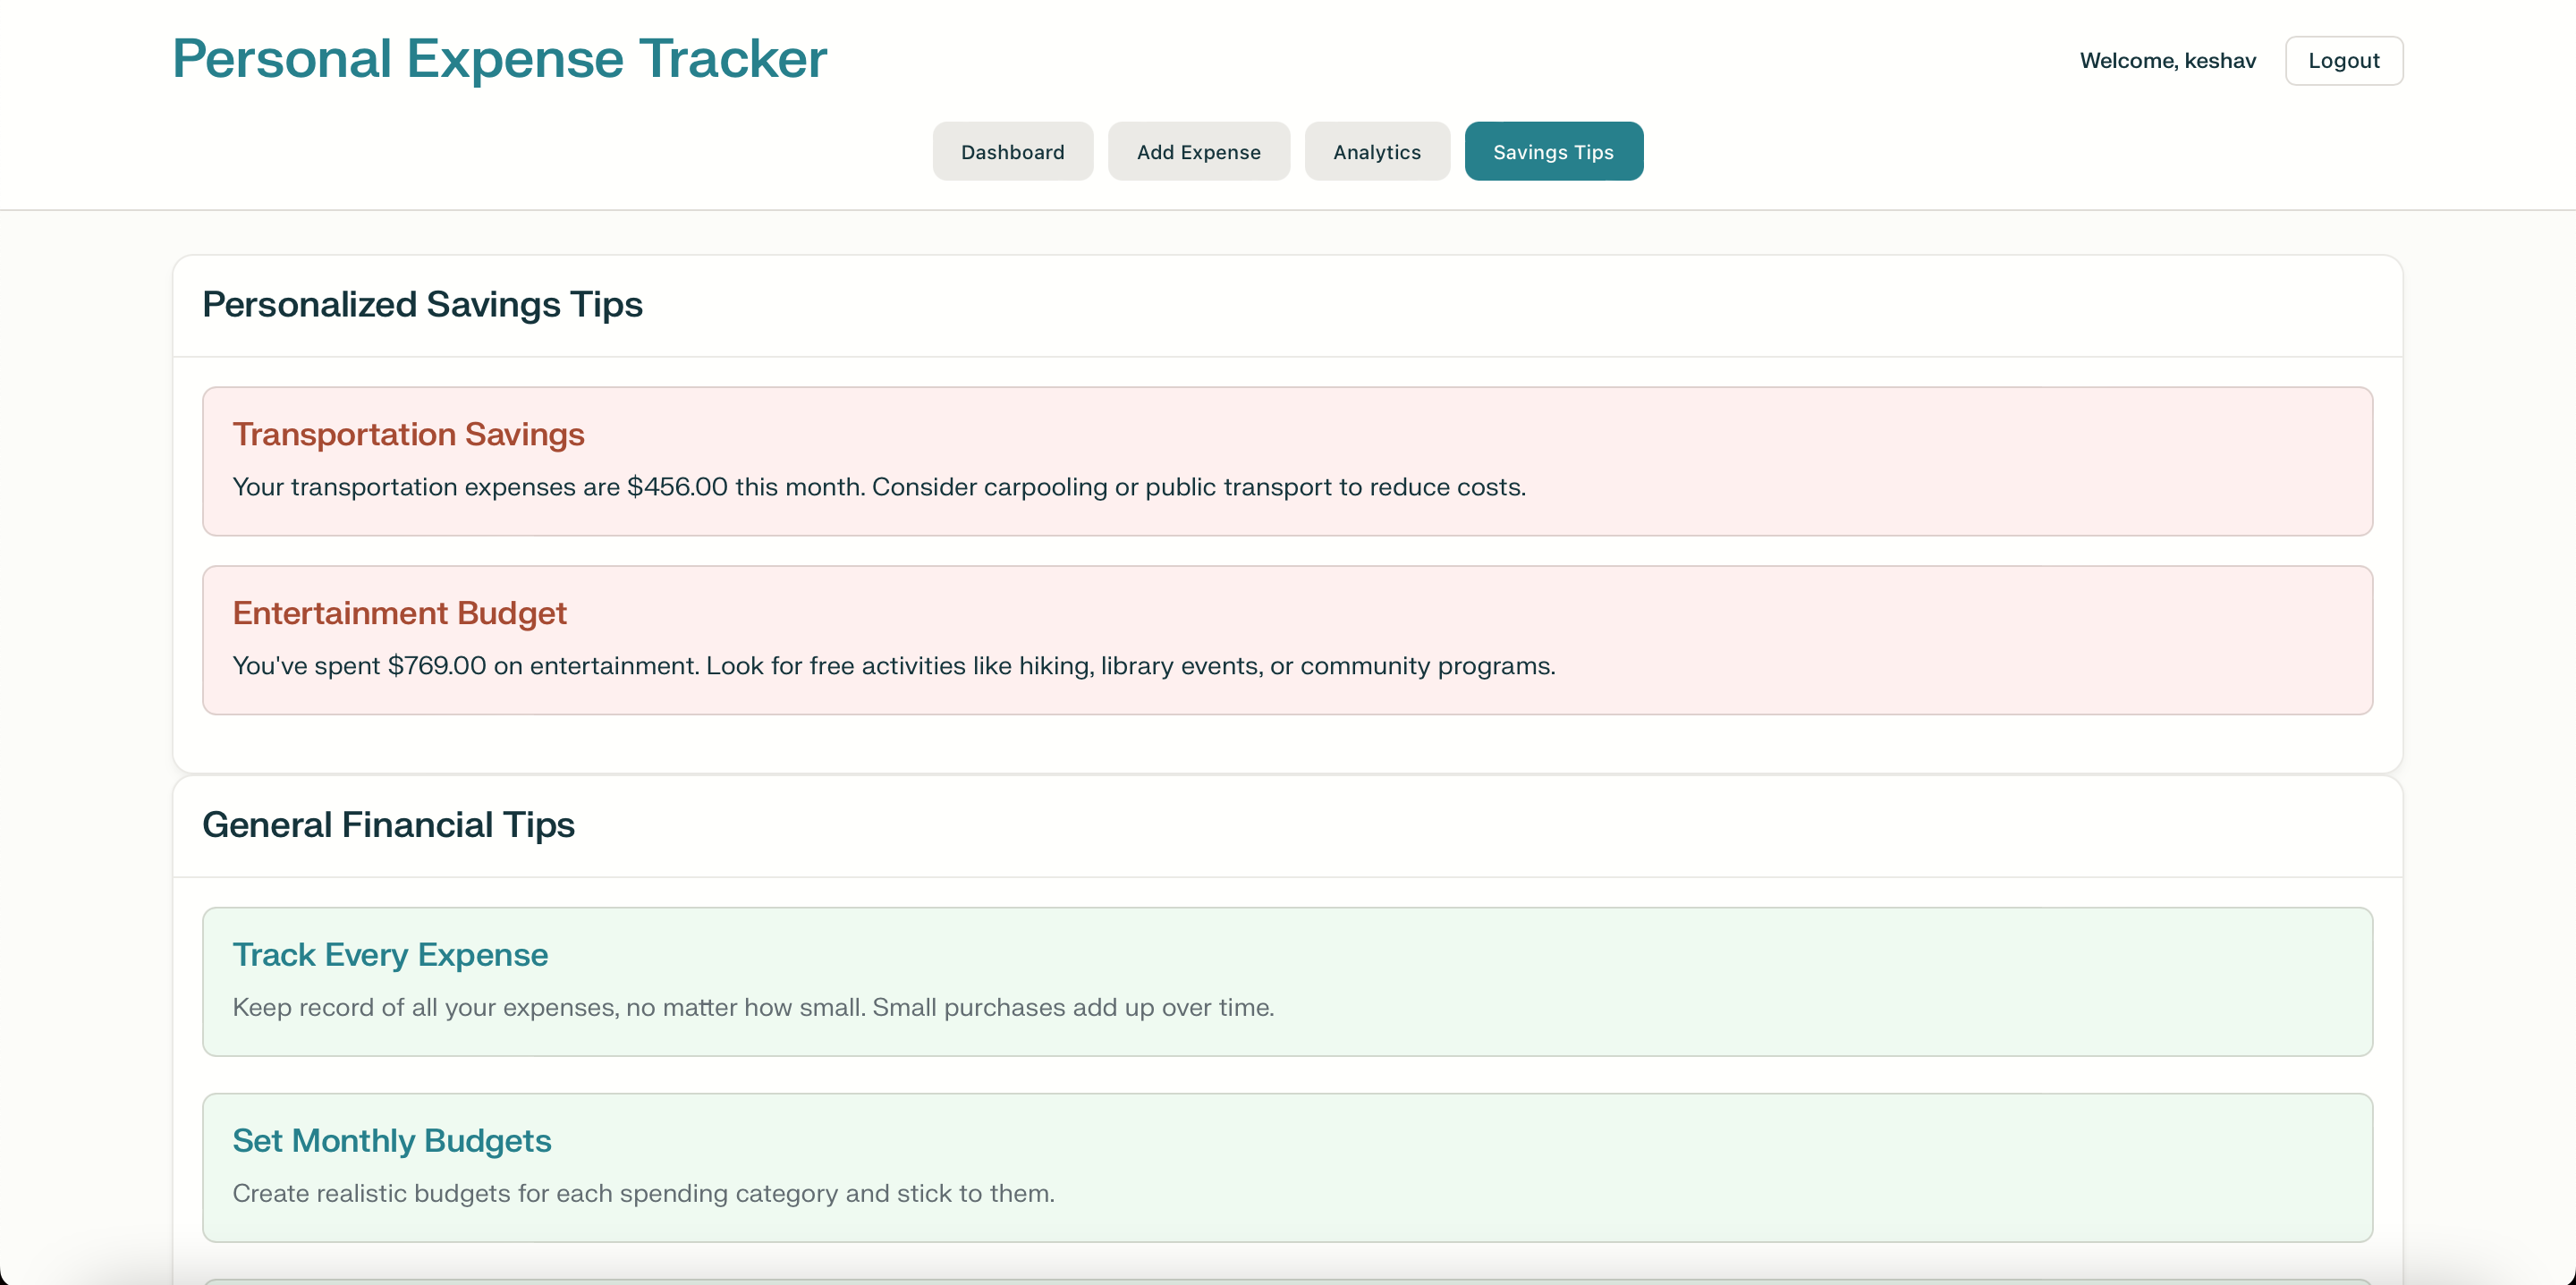 Personal Expense Tracker
Welcome, keshav
Logout
Dashboard
Add Expense
Analytics
Savings Tips
Personalized Savings Tips
Transportation Savings
Your transportation expenses are $456.00 this month. Consider carpooling or public transport to reduce costs.
Entertainment Budget
You've spent $769.00 on entertainment. Look for free activities like hiking, library events, or community programs.
General Financial Tips
Track Every Expense
Keep record of all your expenses, no matter how small. Small purchases add up over time.
Set Monthly Budgets
Create realistic budgets for each spending category and stick to them.